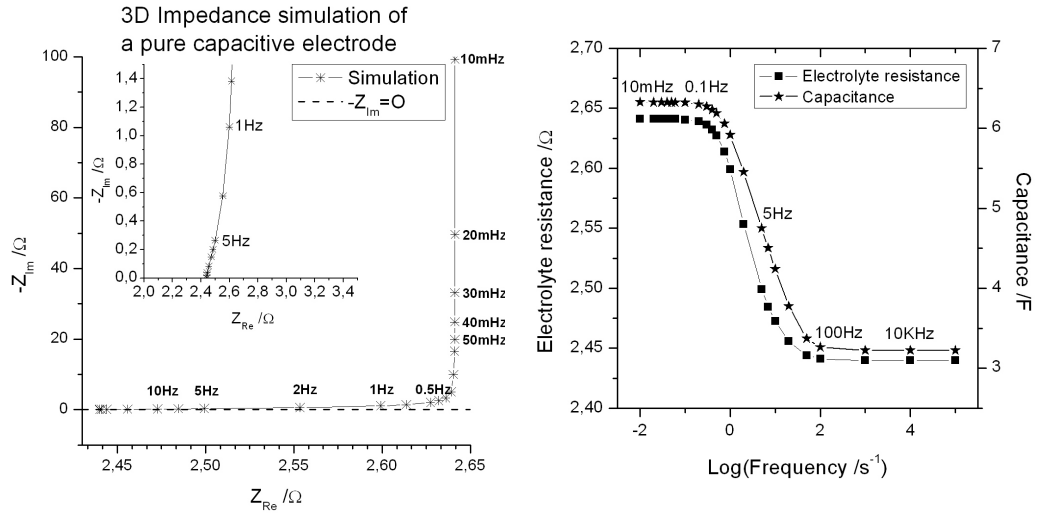 3D Impedance simulation of
a pure capacitive electrode
100
80
60
40
20
0
-Z_Im /Ω
10mHz
20mHz
30mHz
40mHz
50mHz
0.5Hz
1Hz
2Hz
5Hz
10Hz
2,45 2,50 2,55 2,60 2,65
Z_Re /Ω
Simulation
-Z_Im=O
1,4
1,2
1,0
0,8
0,6
0,4
0,2
0,0
-Z_Im /Ω
1Hz
5Hz
2,0 2,2 2,4 2,6 2,8 3,0 3,2 3,4
Z_Re /Ω
2,70
2,65
2,60
2,55
2,50
2,45
2,40
Electrolyte resistance /Ω
Electrolyte resistance
Capacitance
10mHz 0.1Hz
5Hz
100Hz 10KHz
7
6
5
4
3
Capacitance /F
-2 0 2 4
Log(Frequency /s⁻¹)